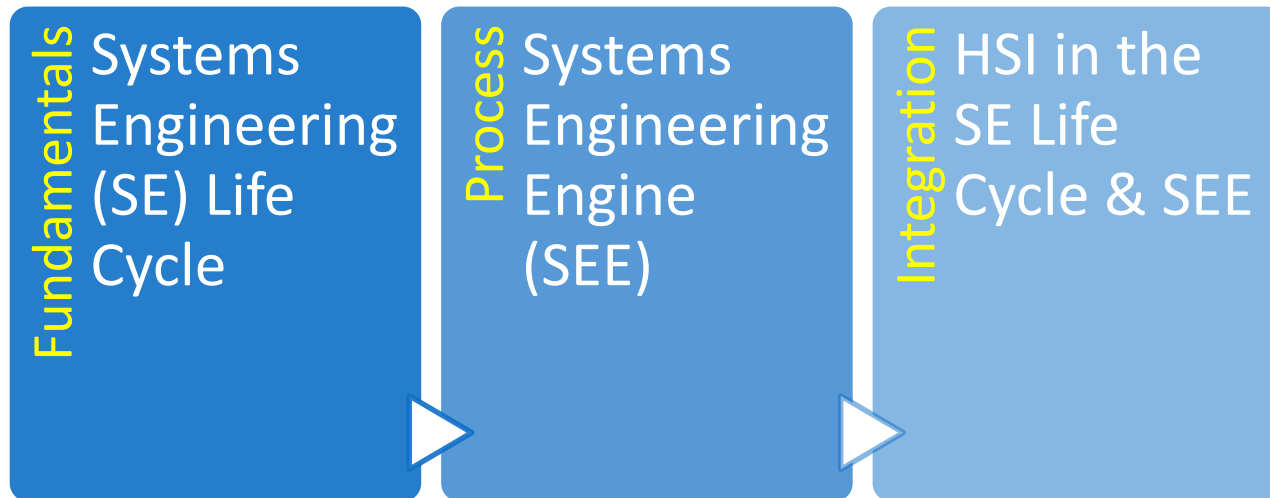 Fundamentals
Systems
Engineering
(SE) Life
Cycle
Process
Systems
Engineering
Engine
(SEE)
Integration
HSI in the
SE Life
Cycle & SEE